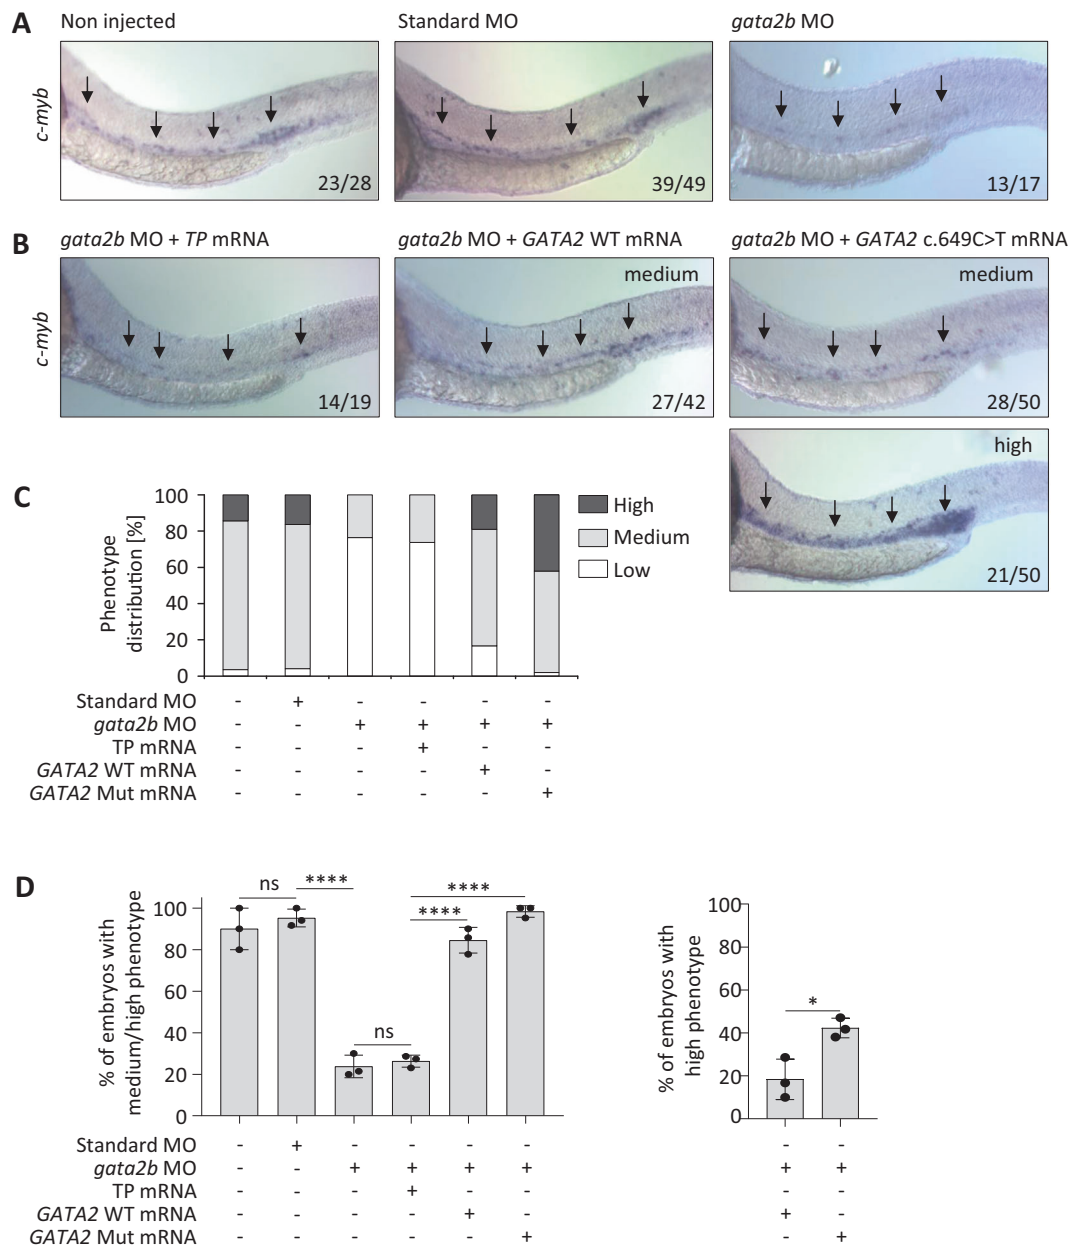 A
Non injected
Standard MO
gata2b MO
c-myb
23/28
39/49
13/17
B
gata2b MO + TP mRNA
gata2b MO + GATA2 WT mRNA
gata2b MO + GATA2 c.649C>T mRNA
c-myb
medium
medium
14/19
27/42
28/50
high
21/50
C
Phenotype
distribution [%]
100
80
60
40
20
0
High
Medium
Low
Standard MO - + - - - -
gata2b MO - - + + + +
TP mRNA - - - + - -
GATA2 WT mRNA - - - - + -
GATA2 Mut mRNA - - - - - +
D
% of embryos with
medium/high phenotype
100
80
60
40
20
0
ns
****
ns
****
****
Standard MO - + - - - -
gata2b MO - - + + + +
TP mRNA - - - + - -
GATA2 WT mRNA - - - - + -
GATA2 Mut mRNA - - - - - +
% of embryos with
high phenotype
100
80
60
40
20
0
*
- -
+ +
- -
+ -
- +